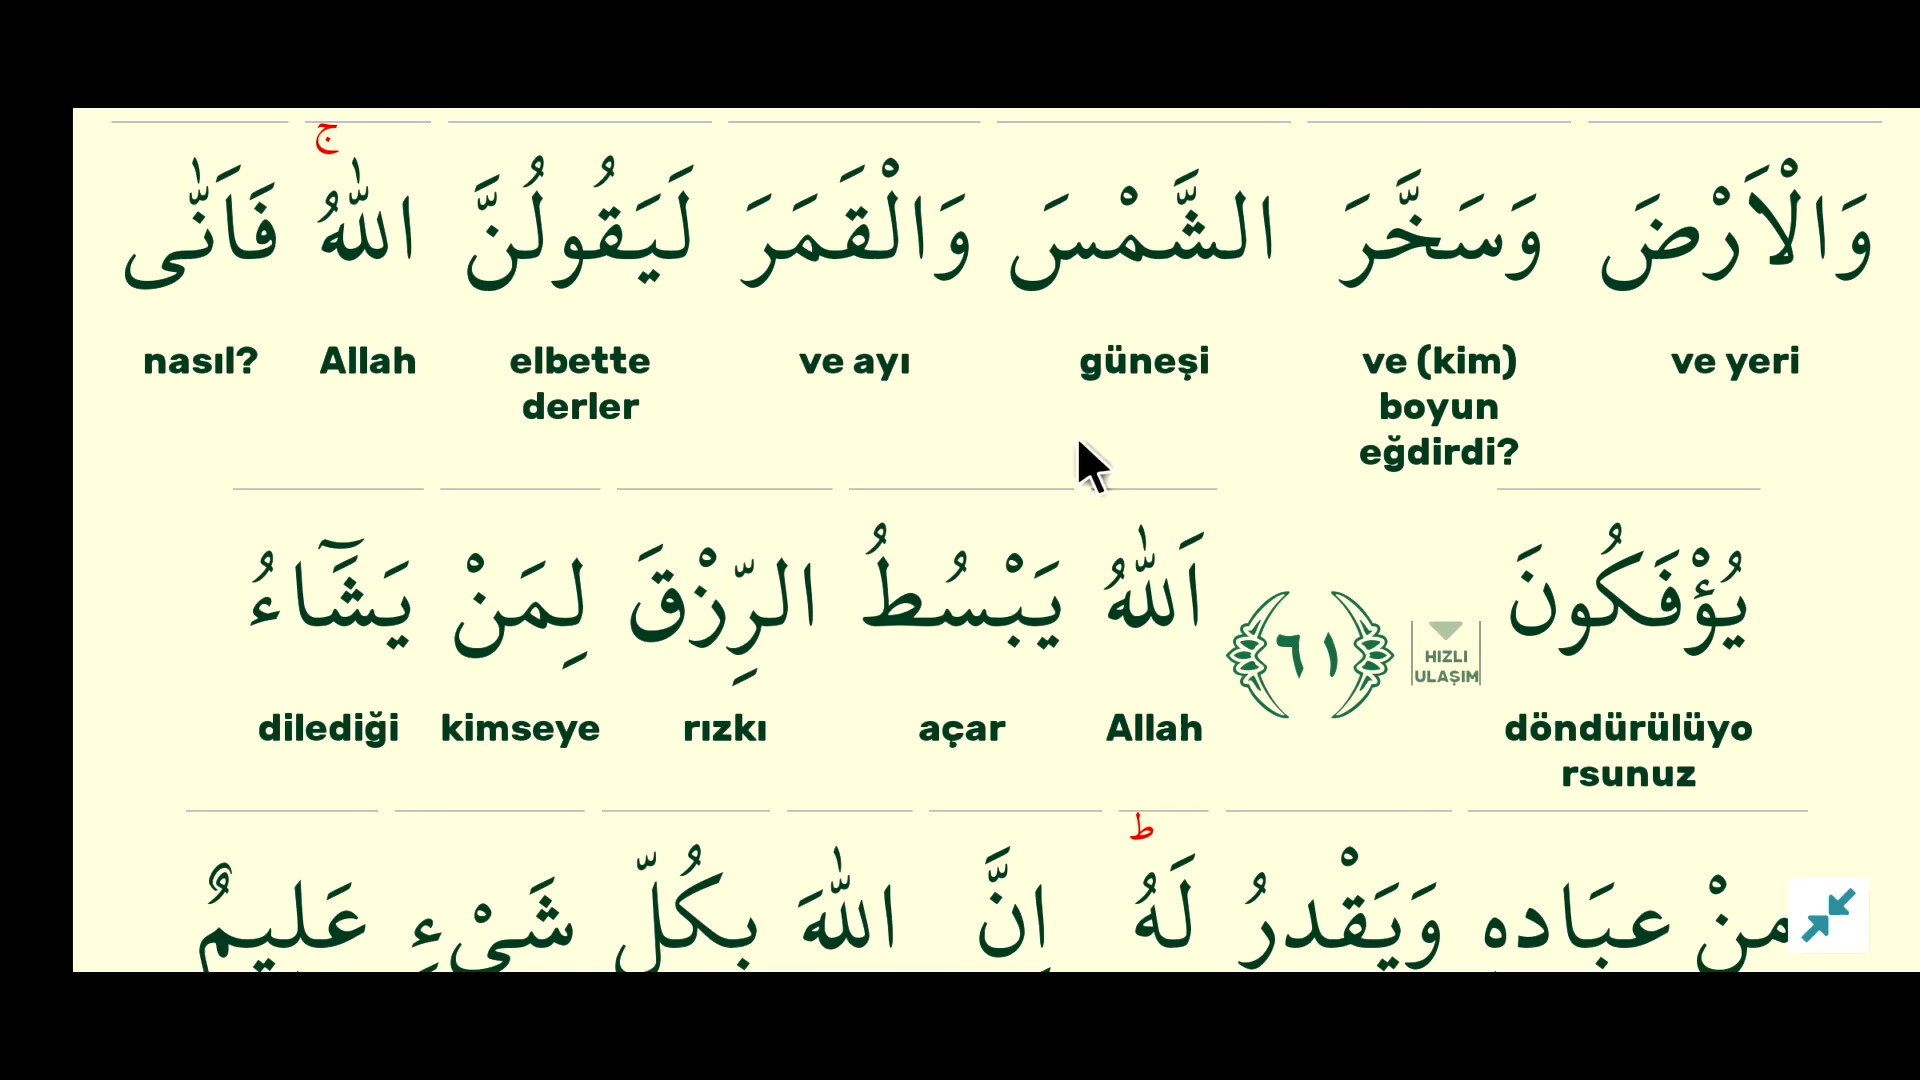 ج
وَالْاَرْضَ وَسَخَّرَ الشَّمْسَ وَالْقَمَرَ لَيَقُولُنَّ اللّٰهُ فَاَنّٰى
ve yeri ve (kim) boyun eğdirdi? güneşi ve ayı elbette derler Allah nasıl?
يُؤْفَكُونَ HIZLI ULAŞIM ﴿٦١﴾ اَللّٰهُ يَبْسُطُ الرِّزْقَ لِمَنْ يَشَٓاءُ
döndürülüyorsunuz Allah açar rızkı kimseye dilediği
ط
مِنْ عِبَادِه۪ وَيَقْدِرُ لَهُ اِنَّ اللّٰهَ بِكُلِّ شَيْءٍ عَلِيمٌ